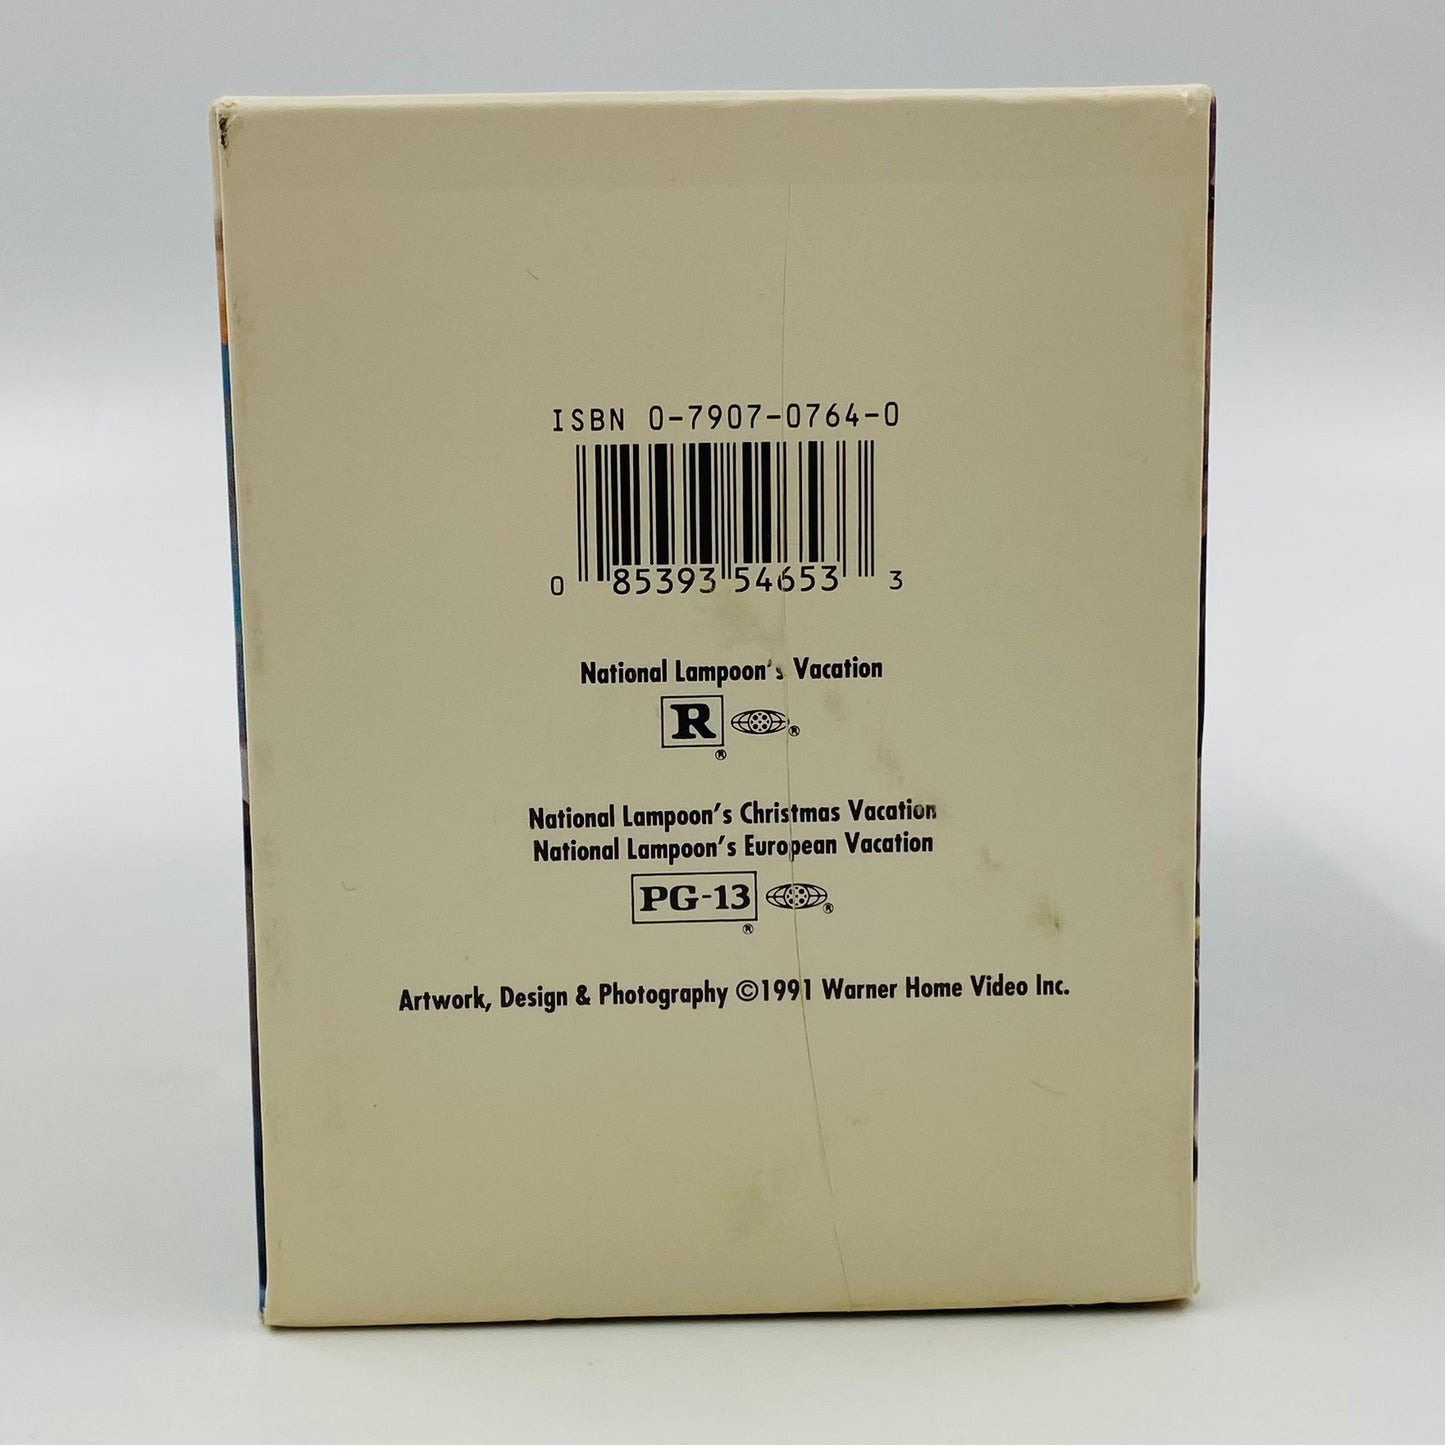 ISBN 0-7907-0764-0
0 85393 54653 3
National Lampoon's Vacation
R
®
®
National Lampoon's Christmas Vacation
National Lampoon's European Vacation
PG-13
®
®
Artwork, Design & Photography ©1991 Warner Home Video Inc.